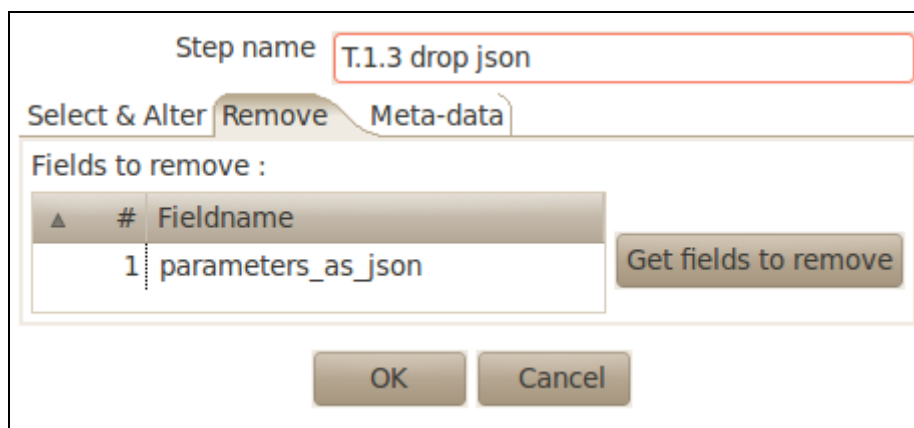 Step name T.1.3 drop json
Select & Alter Remove Meta-data
Fields to remove :
# Fieldname
1 parameters_as_json
Get fields to remove
OK Cancel